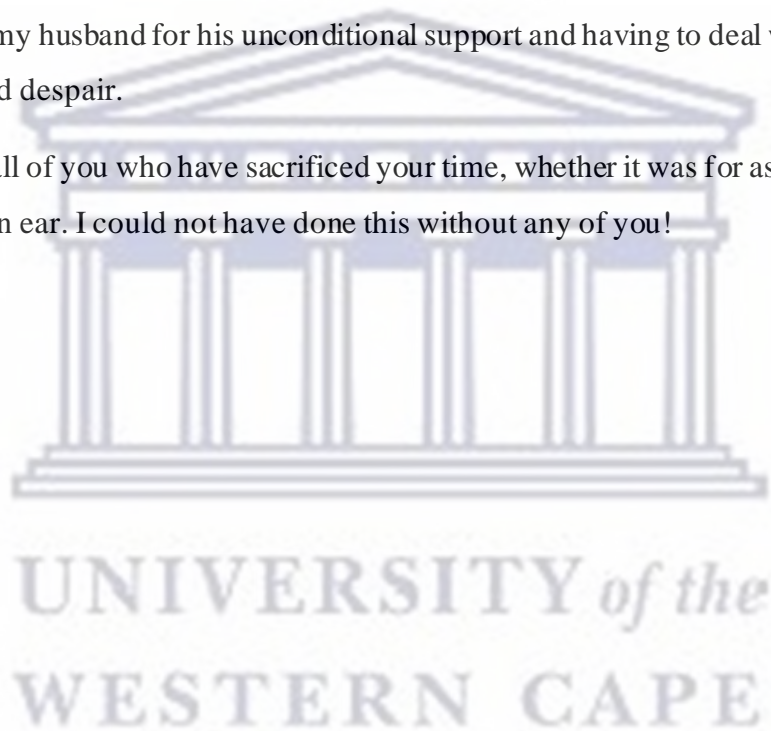 my husband for his unconditional support and having to deal
d despair.
all of you who have sacrificed your time, whether it was for as
n ear. I could not have done this without any of you!
UNIVERSITY of the
WESTERN CAPE